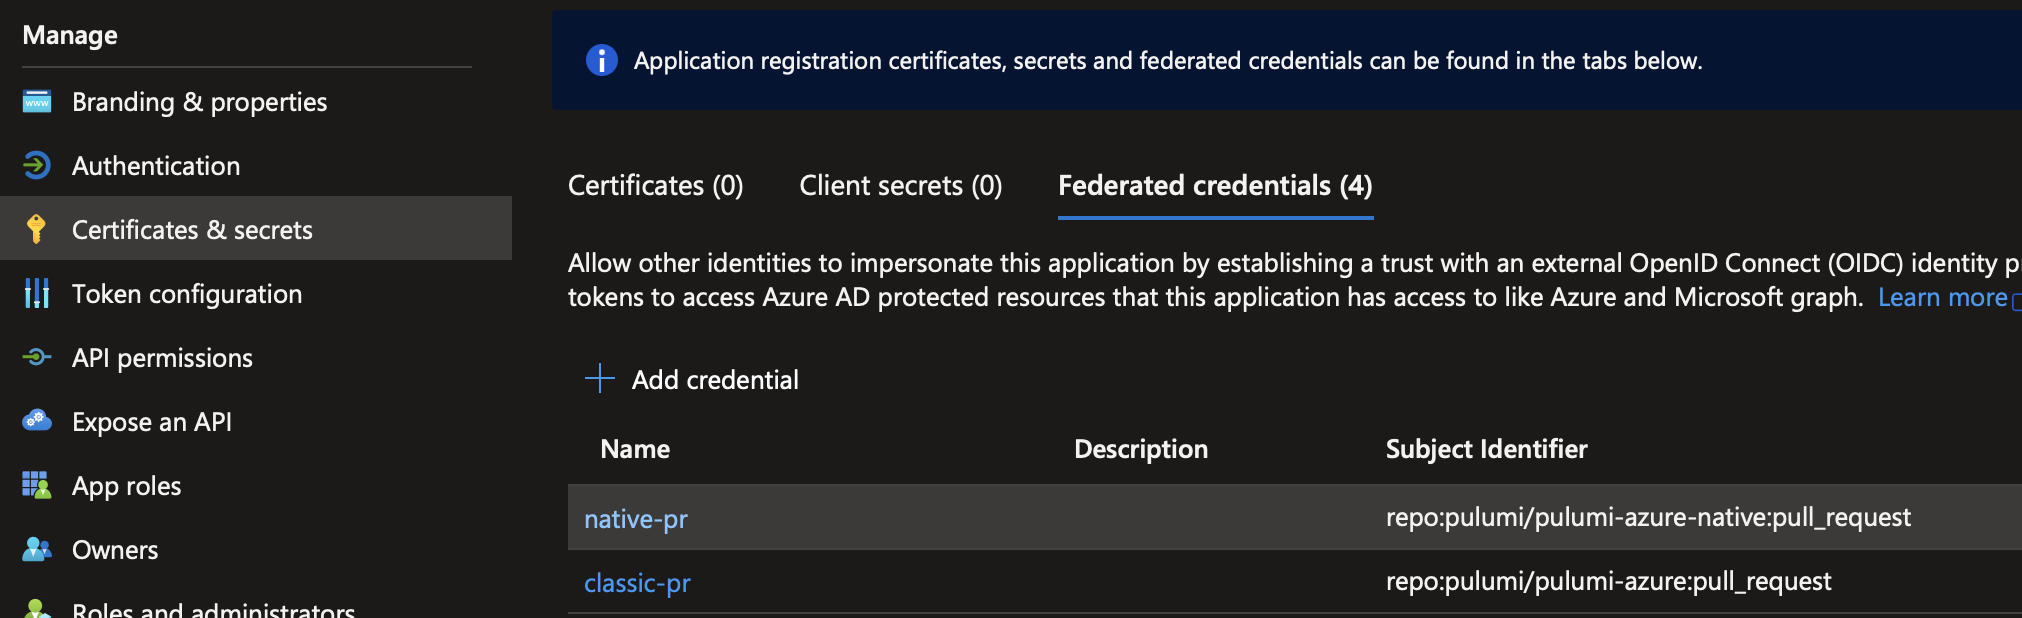 Manage
www
Branding & properties
Authentication
Certificates & secrets
Token configuration
API permissions
Expose an API
App roles
Owners
Roles and administrators
Application registration certificates, secrets and federated credentials can be found in the tabs below.
Certificates (0) Client secrets (0) Federated credentials (4)
Allow other identities to impersonate this application by establishing a trust with an external OpenID Connect (OIDC) identity
tokens to access Azure AD protected resources that this application has access to like Azure and Microsoft graph. Learn more
Add credential
Name Description Subject Identifier
native-pr repo:pulumi/pulumi-azure-native:pull_request
classic-pr repo:pulumi/pulumi-azure:pull_request